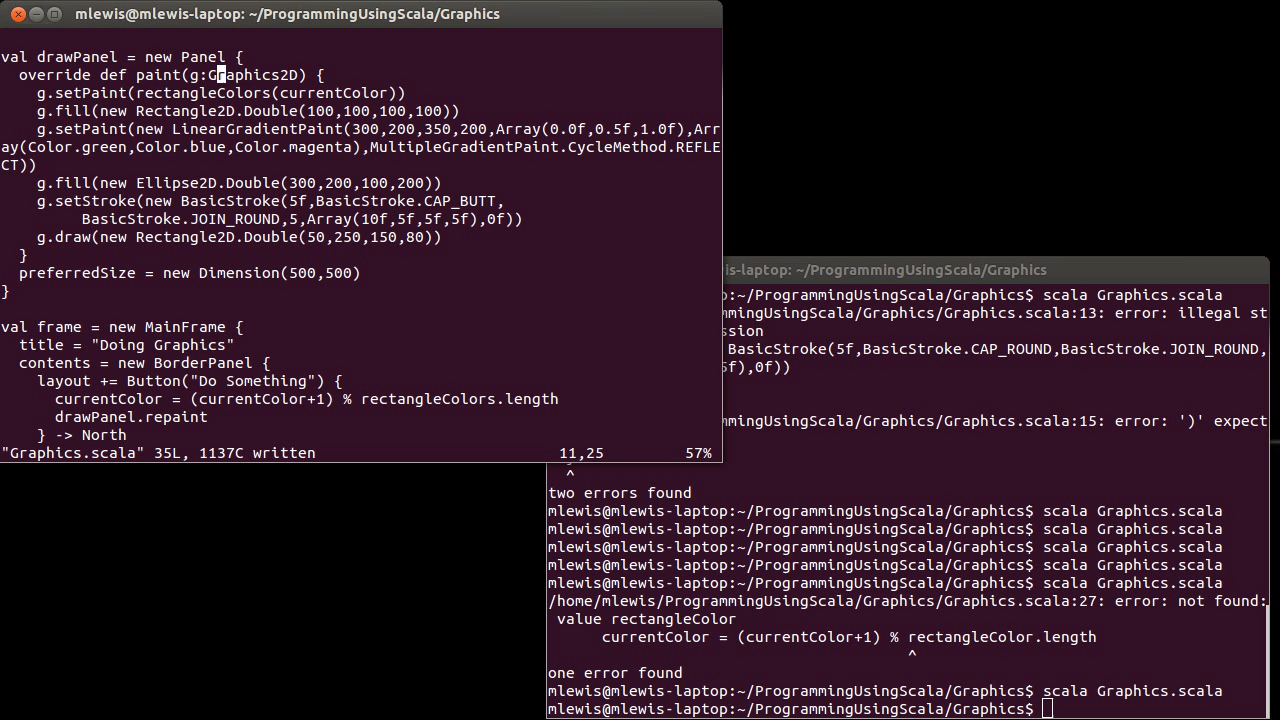 mlewis@mlewis-laptop: ~/ProgrammingUsingScala/Graphics
val drawPanel = new Panel {
  override def paint(g:Graphics2D) {
    g.setPaint(rectangleColors(currentColor))
    g.fill(new Rectangle2D.Double(100,100,100,100))
    g.setPaint(new LinearGradientPaint(300,200,350,200,Array(0.0f,0.5f,1.0f),Arr
ay(Color.green,Color.blue,Color.magenta),MultipleGradientPaint.CycleMethod.REFLE
CT))
    g.fill(new Ellipse2D.Double(300,200,100,200))
    g.setStroke(new BasicStroke(5f,BasicStroke.CAP_BUTT,
         BasicStroke.JOIN_ROUND,5,Array(10f,5f,5f,5f),0f))
    g.draw(new Rectangle2D.Double(50,250,150,80))
  }
  preferredSize = new Dimension(500,500)
}
val frame = new MainFrame {
  title = "Doing Graphics"
  contents = new BorderPanel {
    layout += Button("Do Something") {
      currentColor = (currentColor+1) % rectangleColors.length
      drawPanel.repaint
    } -> North
"Graphics.scala" 35L, 1137C written                           11,25         57%
is-laptop: ~/ProgrammingUsingScala/Graphics
p:~/ProgrammingUsingScala/Graphics$ scala Graphics.scala
mmingUsingScala/Graphics/Graphics.scala:13: error: illegal st
ssion
BasicStroke(5f,BasicStroke.CAP_ROUND,BasicStroke.JOIN_ROUND,
5f),0f))
mmingUsingScala/Graphics/Graphics.scala:15: error: ')' expect
^
two errors found
mlewis@mlewis-laptop:~/ProgrammingUsingScala/Graphics$ scala Graphics.scala
mlewis@mlewis-laptop:~/ProgrammingUsingScala/Graphics$ scala Graphics.scala
mlewis@mlewis-laptop:~/ProgrammingUsingScala/Graphics$ scala Graphics.scala
mlewis@mlewis-laptop:~/ProgrammingUsingScala/Graphics$ scala Graphics.scala
mlewis@mlewis-laptop:~/ProgrammingUsingScala/Graphics$ scala Graphics.scala
/home/mlewis/ProgrammingUsingScala/Graphics/Graphics.scala:27: error: not found:
 value rectangleColor
      currentColor = (currentColor+1) % rectangleColor.length
                                        ^
one error found
mlewis@mlewis-laptop:~/ProgrammingUsingScala/Graphics$ scala Graphics.scala
mlewis@mlewis-laptop:~/ProgrammingUsingScala/Graphics$